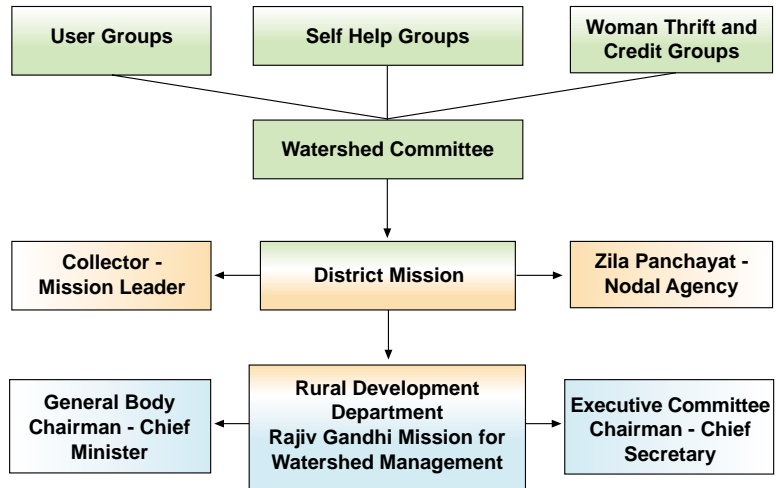 User Groups
Self Help Groups
Woman Thrift and
Credit Groups
Watershed Committee
Collector -
Mission Leader
District Mission
Zila Panchayat -
Nodal Agency
General Body
Chairman - Chief
Minister
Rural Development
Department
Rajiv Gandhi Mission for
Watershed Management
Executive Committee
Chairman - Chief
Secretary